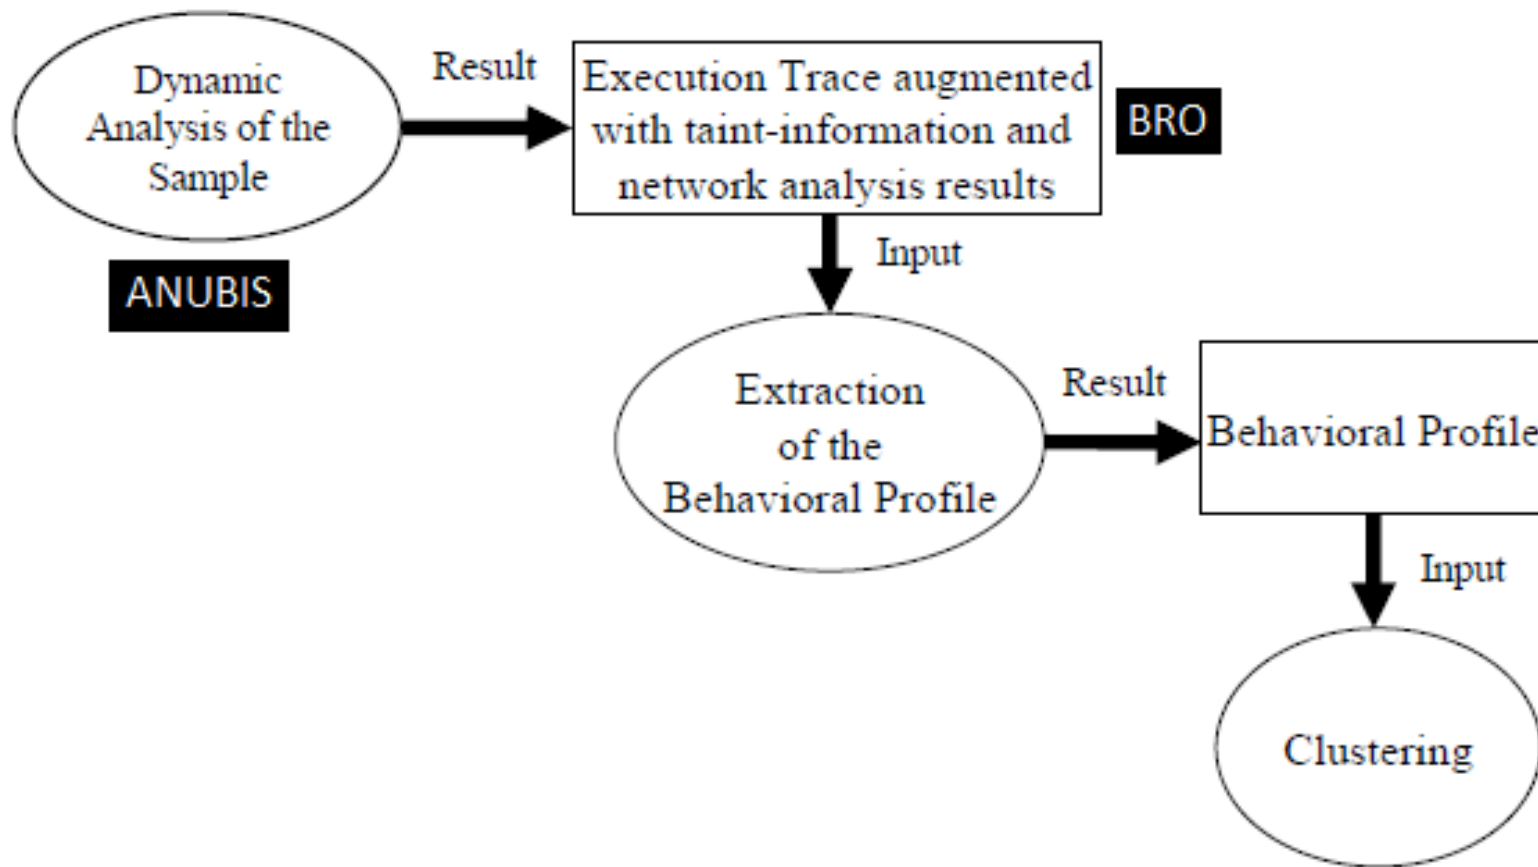 Dynamic
Analysis of the
Sample
Result
Execution Trace augmented
with taint-information and
network analysis results
BRO
ANUBIS
Input
Extraction
of the
Behavioral Profile
Result
Behavioral Profile
Input
Clustering